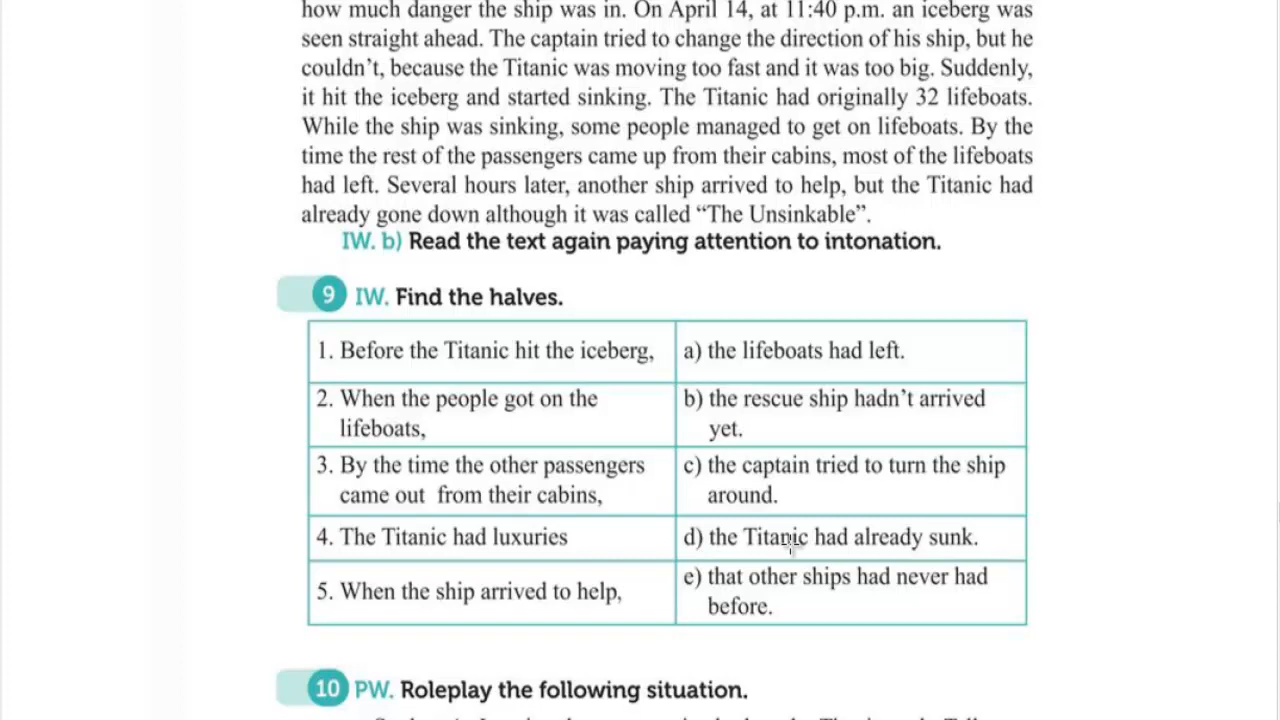 how much danger the ship was in. On April 14, at 11:40 p.m. an iceberg was
seen straight ahead. The captain tried to change the direction of his ship, but he
couldn't, because the Titanic was moving too fast and it was too big. Suddenly,
it hit the iceberg and started sinking. The Titanic had originally 32 lifeboats.
While the ship was sinking, some people managed to get on lifeboats. By the
time the rest of the passengers came up from their cabins, most of the lifeboats
had left. Several hours later, another ship arrived to help, but the Titanic had
already gone down although it was called “The Unsinkable”.
IW. b) Read the text again paying attention to intonation.
9 IW. Find the halves.
1. Before the Titanic hit the iceberg,
a) the lifeboats had left.
2. When the people got on the
lifeboats,
b) the rescue ship hadn't arrived
yet.
3. By the time the other passengers
came out from their cabins,
c) the captain tried to turn the ship
around.
4. The Titanic had luxuries
d) the Titanic had already sunk.
5. When the ship arrived to help,
e) that other ships had never had
before.
10 PW. Roleplay the following situation.